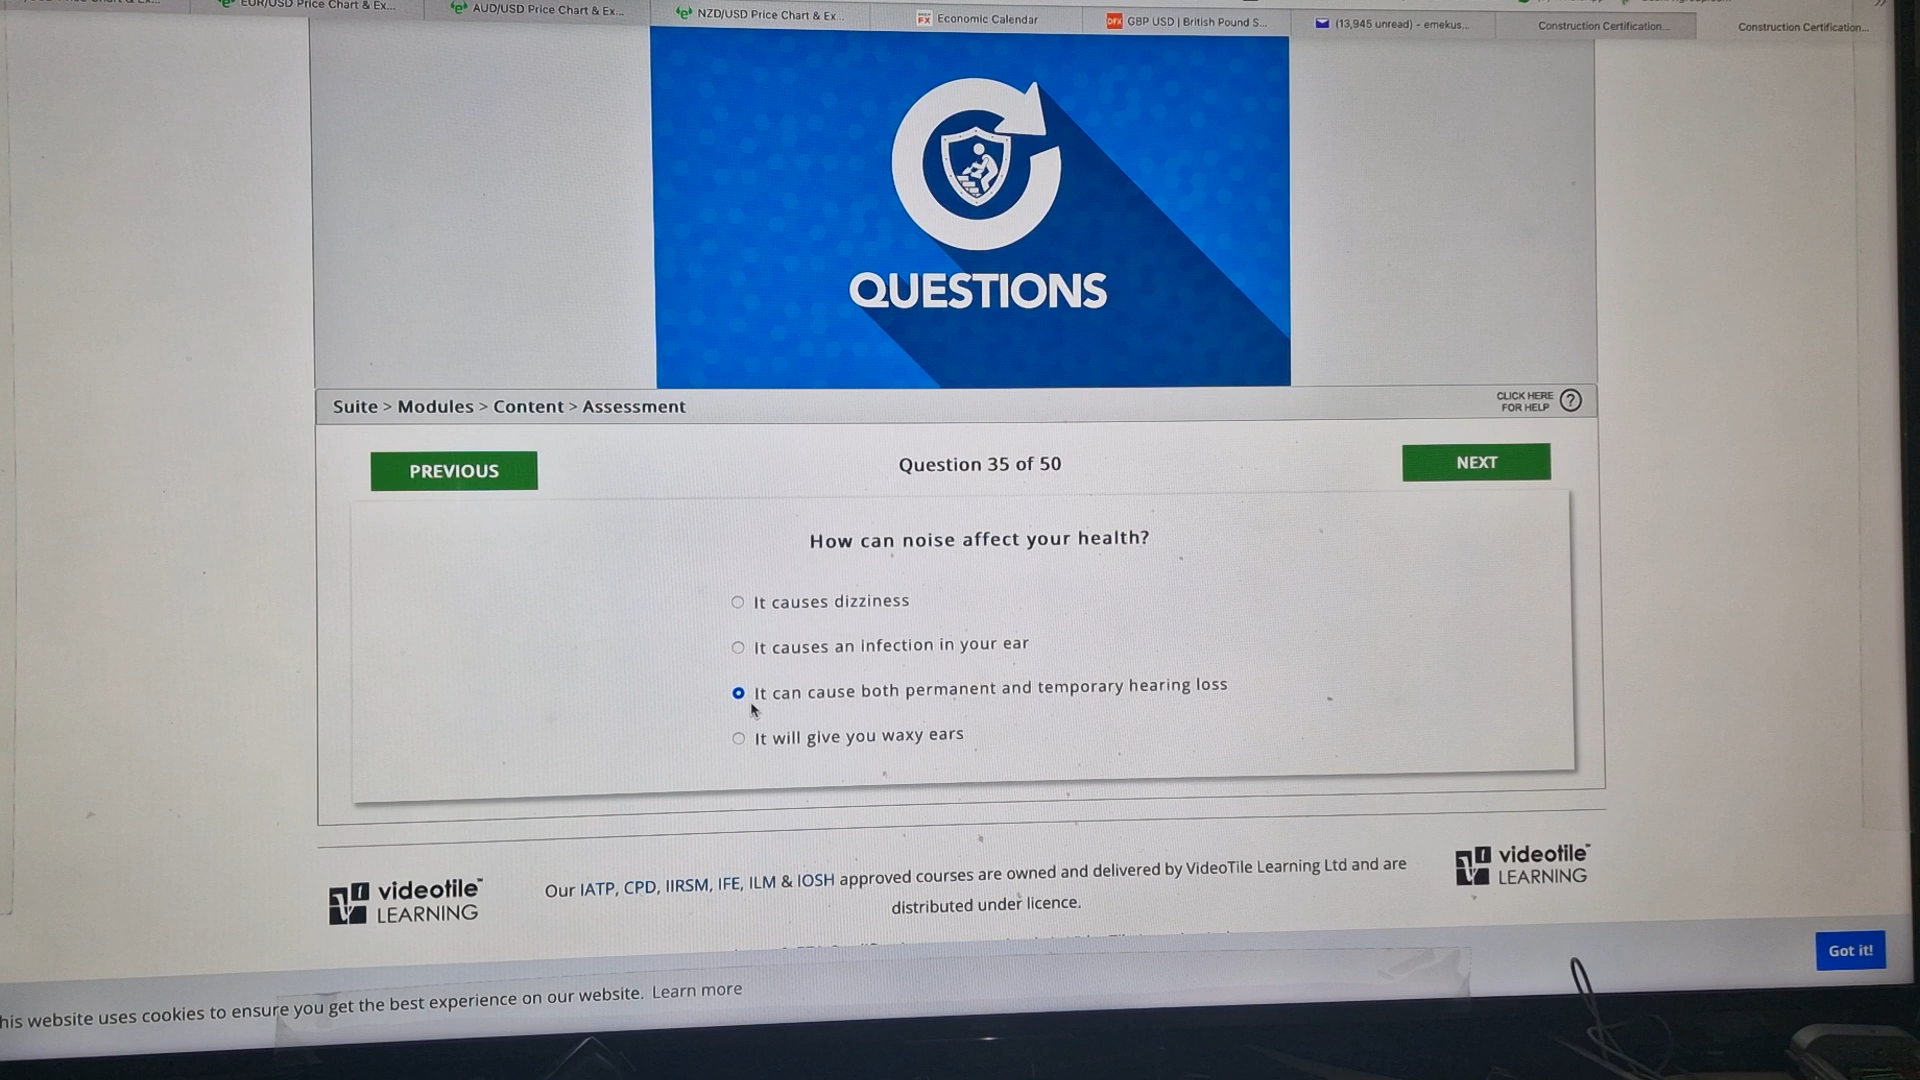 EUR/USD Price Chart & Ex...
AUD/USD Price Chart & Ex...
NZD/USD Price Chart & Ex...
Economic Calendar
GBP USD | British Pound S...
(13,945 unread) - emekus...
Construction Certification...
Construction Certification...
QUESTIONS
Suite > Modules > Content > Assessment
CLICK HERE
FOR HELP ?
PREVIOUS
Question 35 of 50
NEXT
How can noise affect your health?
It causes dizziness
It causes an infection in your ear
It can cause both permanent and temporary hearing loss
It will give you waxy ears
videotile™
LEARNING
Our IATP, CPD, IIRSM, IFE, ILM & IOSH approved courses are owned and delivered by VideoTile Learning Ltd and are
distributed under licence.
videotile™
LEARNING
Got it!
his website uses cookies to ensure you get the best experience on our website. Learn more